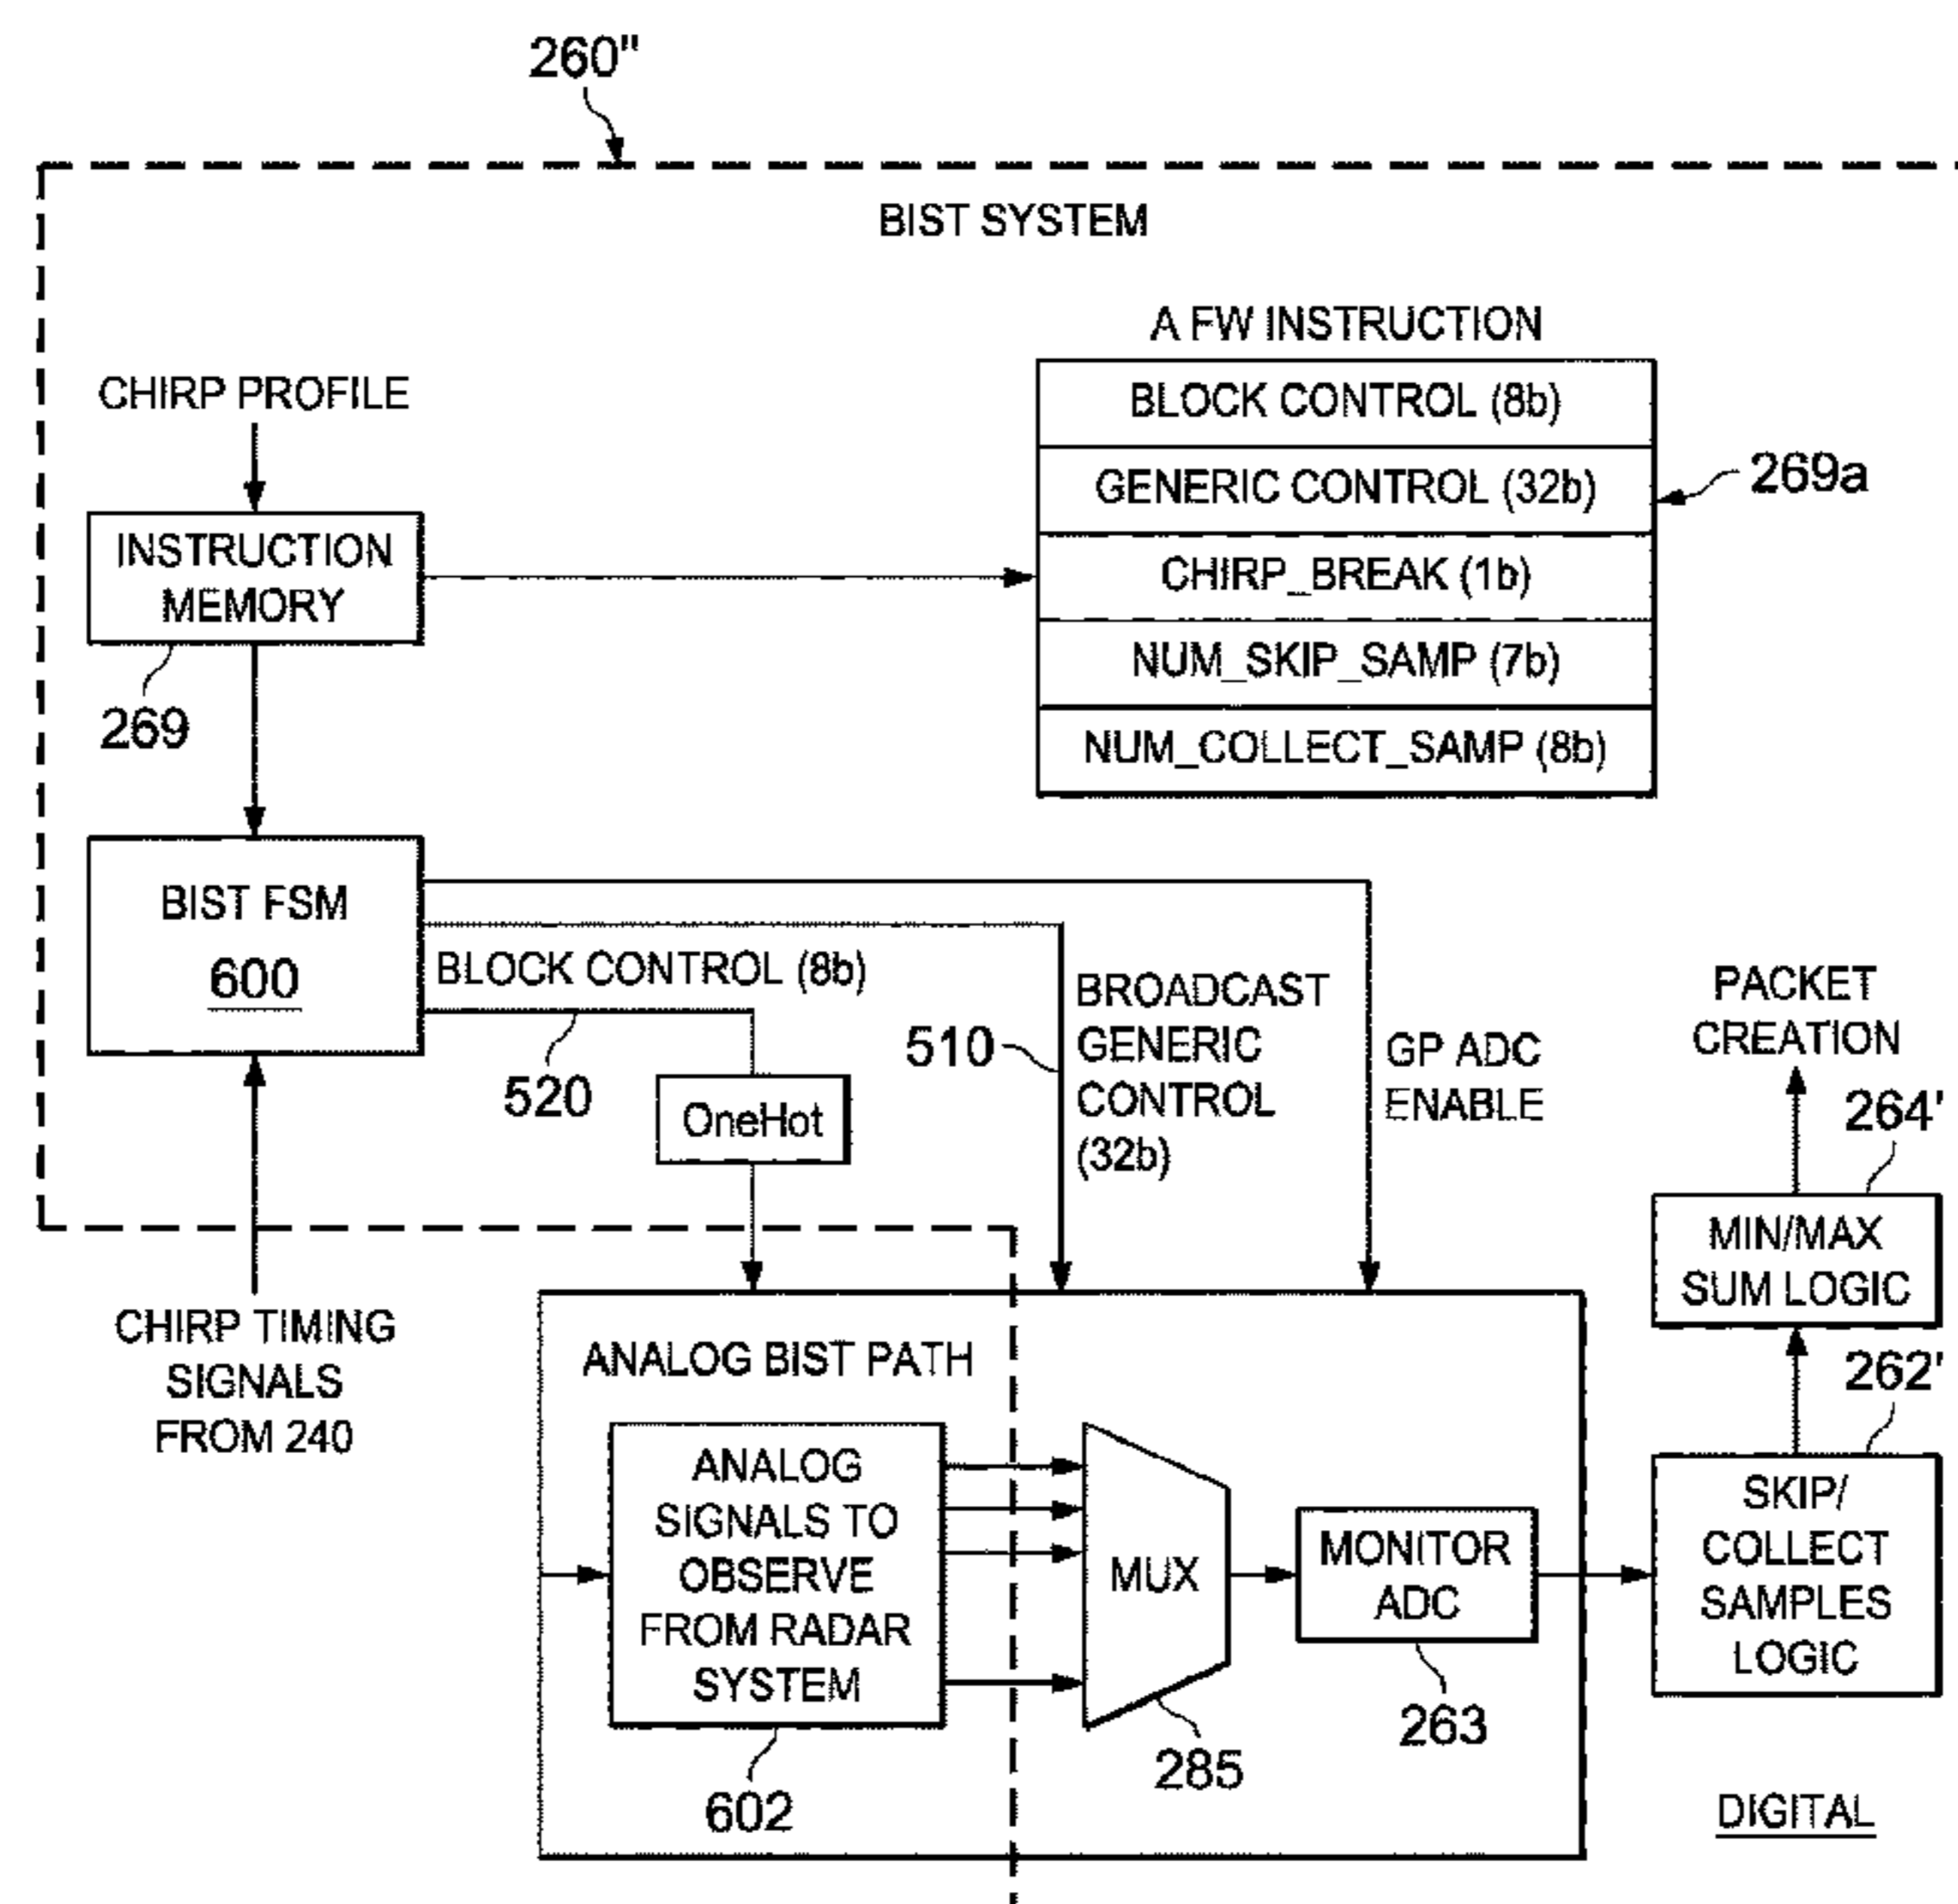 260"
BIST SYSTEM
A FW INSTRUCTION
CHIRP PROFILE
BLOCK CONTROL (8b)
GENERIC CONTROL (32b)
269a
INSTRUCTION
MEMORY
CHIRP_BREAK (1b)
NUM_SKIP_SAMP (7b)
269
NUM_COLLECT_SAMP (8b)
BIST FSM
600
BLOCK CONTROL (8b)
520
OneHot
510
BROADCAST
GENERIC
CONTROL
(32b)
GP ADC
ENABLE
PACKET
CREATION
264'
MIN/MAX
SUM LOGIC
262'
CHIRP TIMING
SIGNALS
FROM 240
ANALOG BIST PATH
ANALOG
SIGNALS TO
OBSERVE
FROM RADAR
SYSTEM
602
MUX
285
MONITOR
ADC
263
SKIP/
COLLECT
SAMPLES
LOGIC
DIGITAL